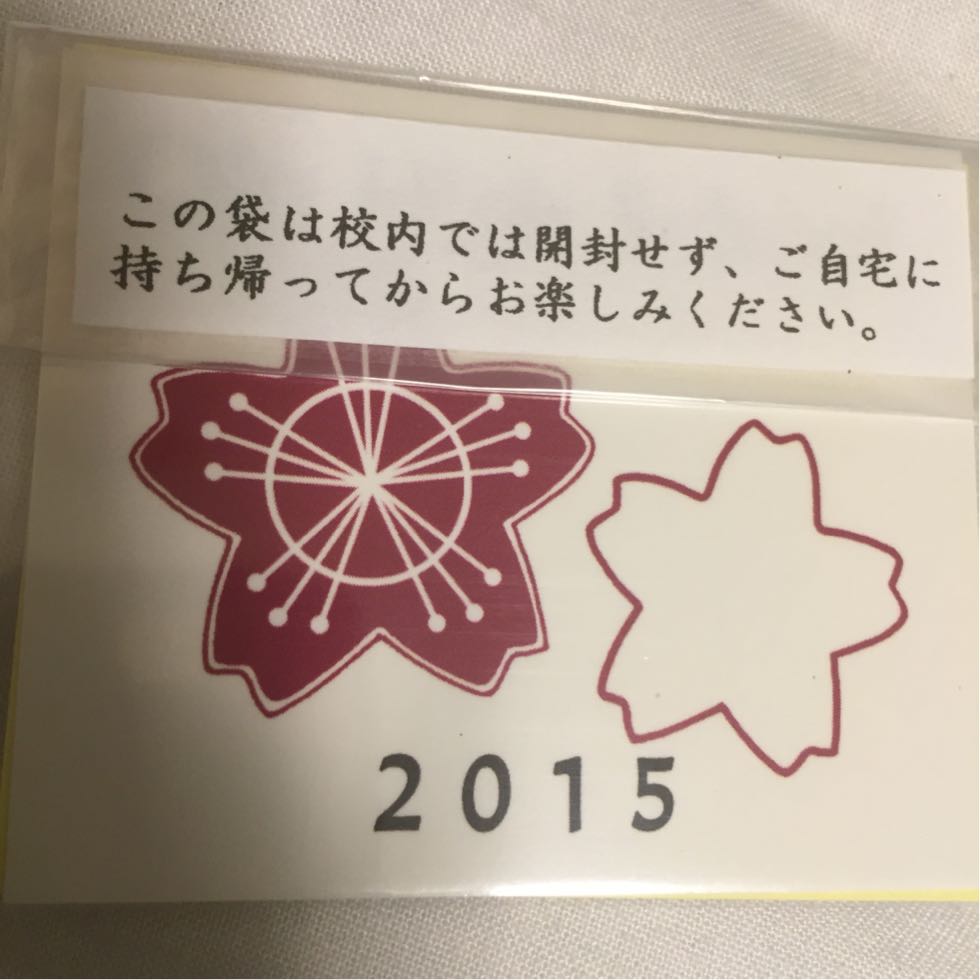 この袋は校内では開封せず、ご自宅に
持ち帰ってからお楽しみください。
2015